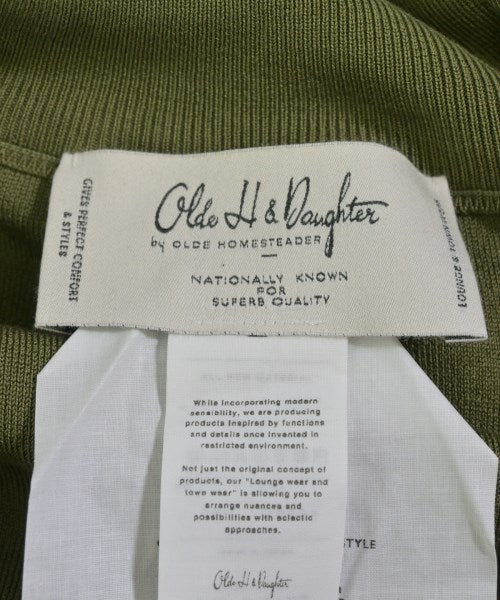 GIVES PERFECT COMFORT
& STYLES
Olde H & Daughter
by OLDE HOMESTEADER
NATIONALLY KNOWN
FOR
SUPERB QUALITY
ALL NEW MATERIAL
While incorporating modern
sensibility, we are producing
products inspired by functions
and details once invented in
restricted environment.
Not just the original concept of
products, our "Lounge wear and
town wear" is allowing you to
arrange nuances and
possibilities with eclectic
approaches.
Olde H & Daughter
STYLE